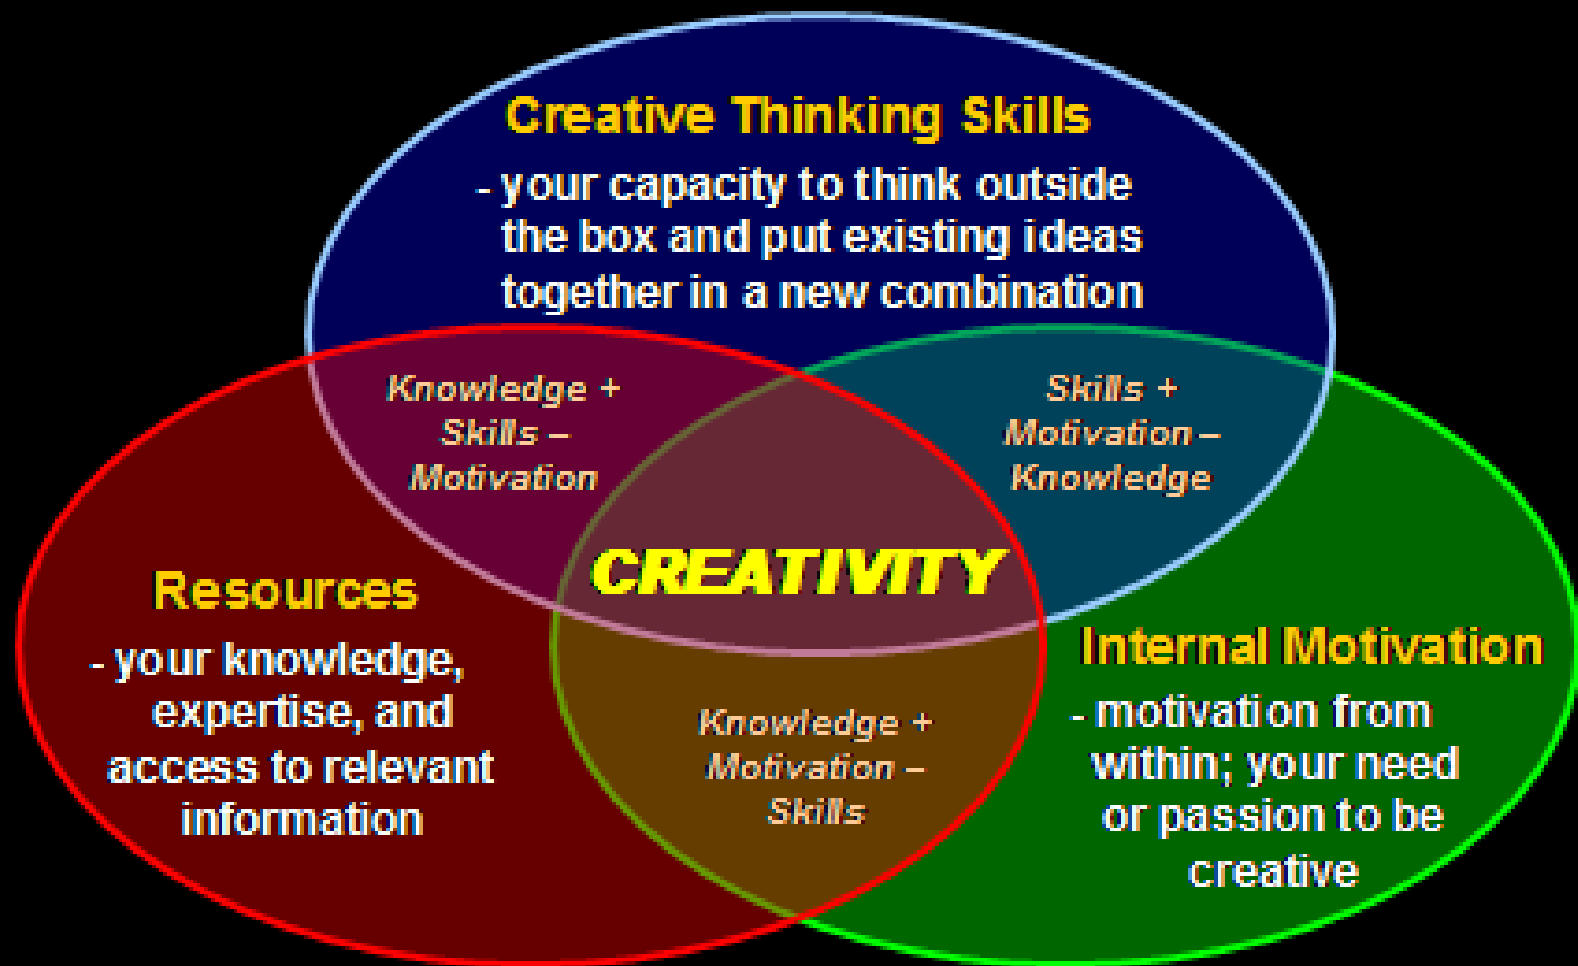 Creative Thinking Skills
- your capacity to think outside
the box and put existing ideas
together in a new combination
Knowledge +
Skills –
Motivation
Skills +
Motivation –
Knowledge
CREATIVITY
Resources
- your knowledge,
expertise, and
access to relevant
information
Internal Motivation
- motivation from
within; your need
or passion to be
creative
Knowledge +
Motivation –
Skills